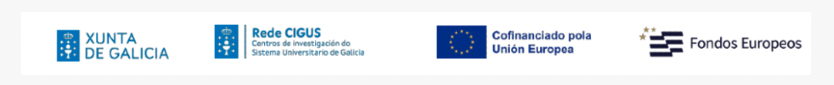 XUNTA
DE GALICIA
Rede CIGUS
Centros de investigación do
Sistema Universitario de Galicia
Cofinanciado pola
Unión Europea
Fondos Europeos